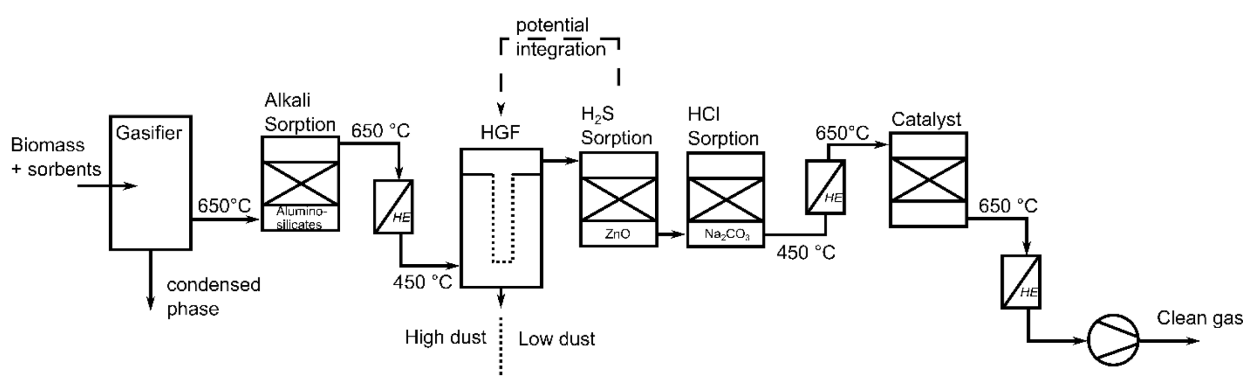 potential
integration
Alkali
Sorption
650 °C
HGF
H₂S
Sorption
HCl
Sorption
650°C
Catalyst
Gasifier
Biomass
+ sorbents
650°C
Alumino-
silicates
HE
450 °C
ZnO
Na₂CO₃
450 °C
HE
650 °C
HE
condensed
phase
High dust
Low dust
Clean gas